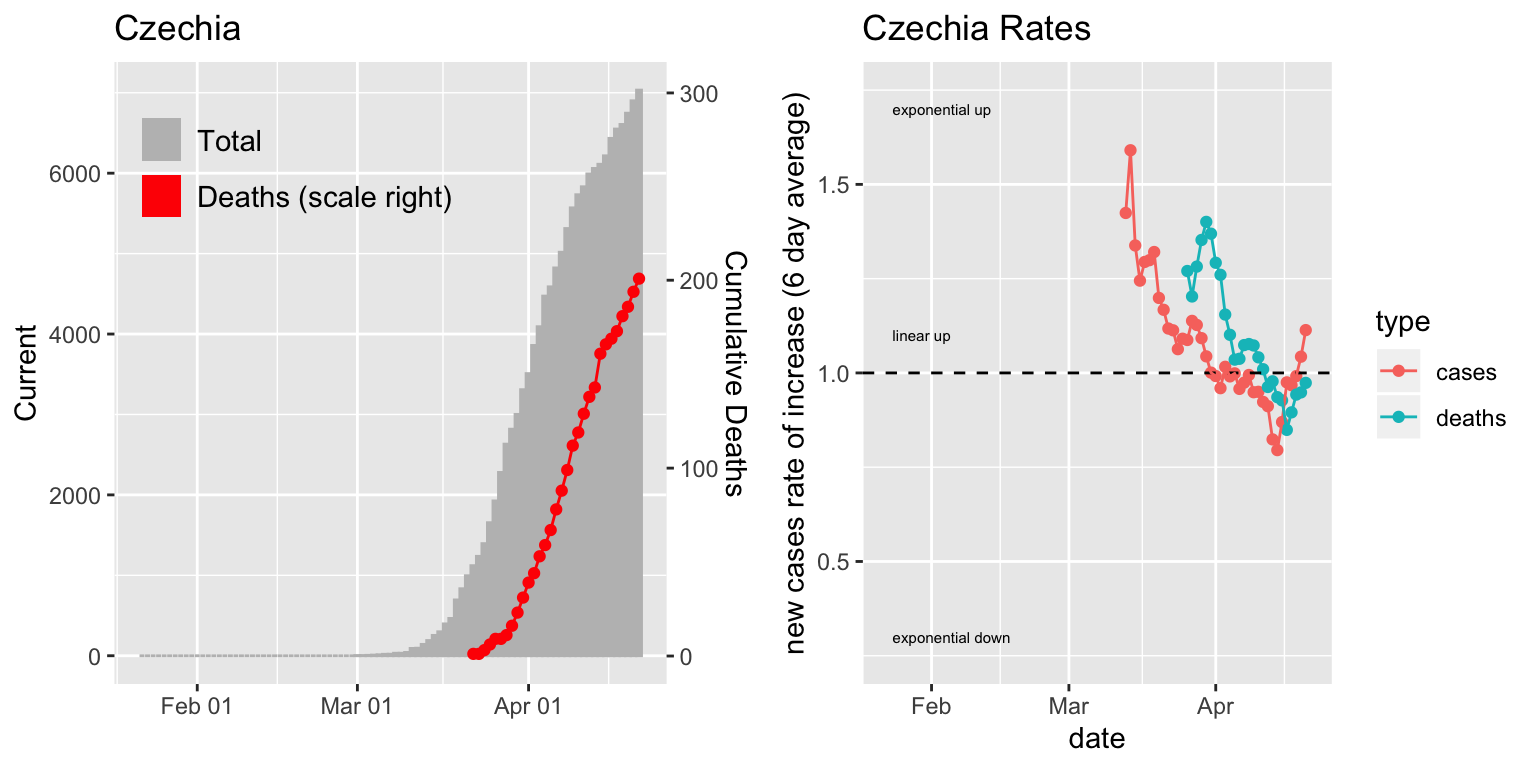 Czechia
Total
Deaths (scale right)
Current
0
2000
4000
6000
Feb 01
Mar 01
Apr 01
0
100
200
300
Cumulative Deaths
Czechia Rates
exponential up
linear up
exponential down
new cases rate of increase (6 day average)
0.5
1.0
1.5
Feb
Mar
Apr
date
type
cases
deaths